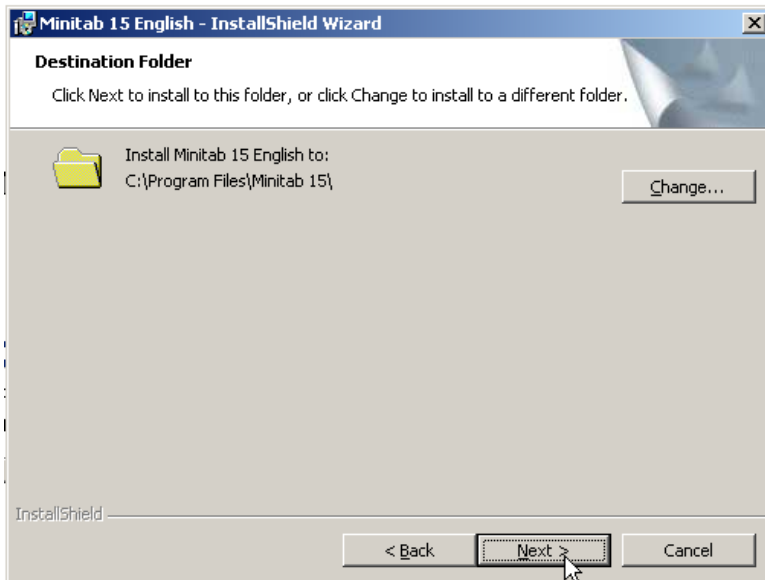 Minitab 15 English - InstallShield Wizard
Destination Folder
Click Next to install to this folder, or click Change to install to a different folder.
Install Minitab 15 English to:
C:\Program Files\Minitab 15\
Change...
InstallShield
< Back
Next >
Cancel